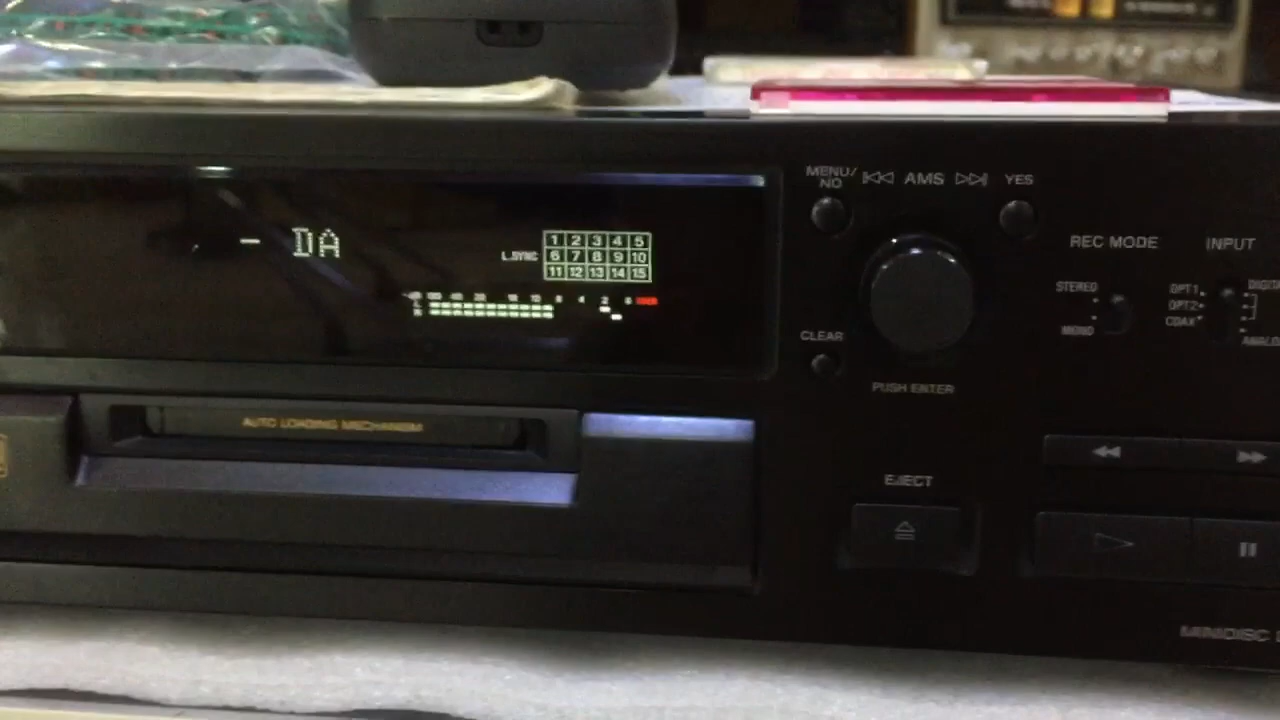 MENU/
NO
AMS
YES
- DA
L.SYNC
1 2 3 4 5
6 7 8 9 10
11 12 13 14 15
OVER
REC MODE
INPUT
STEREO
MONO
OPT1
OPT2
COAX
CLEAR
PUSH ENTER
AUTO LOADING MECHANISM
EJECT
MINIDISC